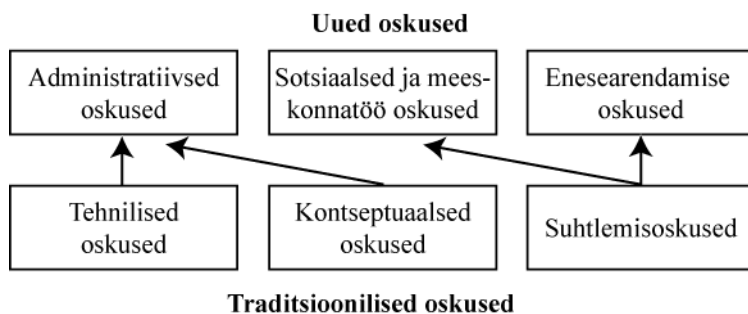 Uued oskused
Administratiivsed
oskused
Sotsiaalsed ja mees-
konnatöö oskused
Enesearendamise
oskused
Tehnilised
oskused
Kontseptuaalsed
oskused
Suhtlemisoskused
Traditsioonilised oskused